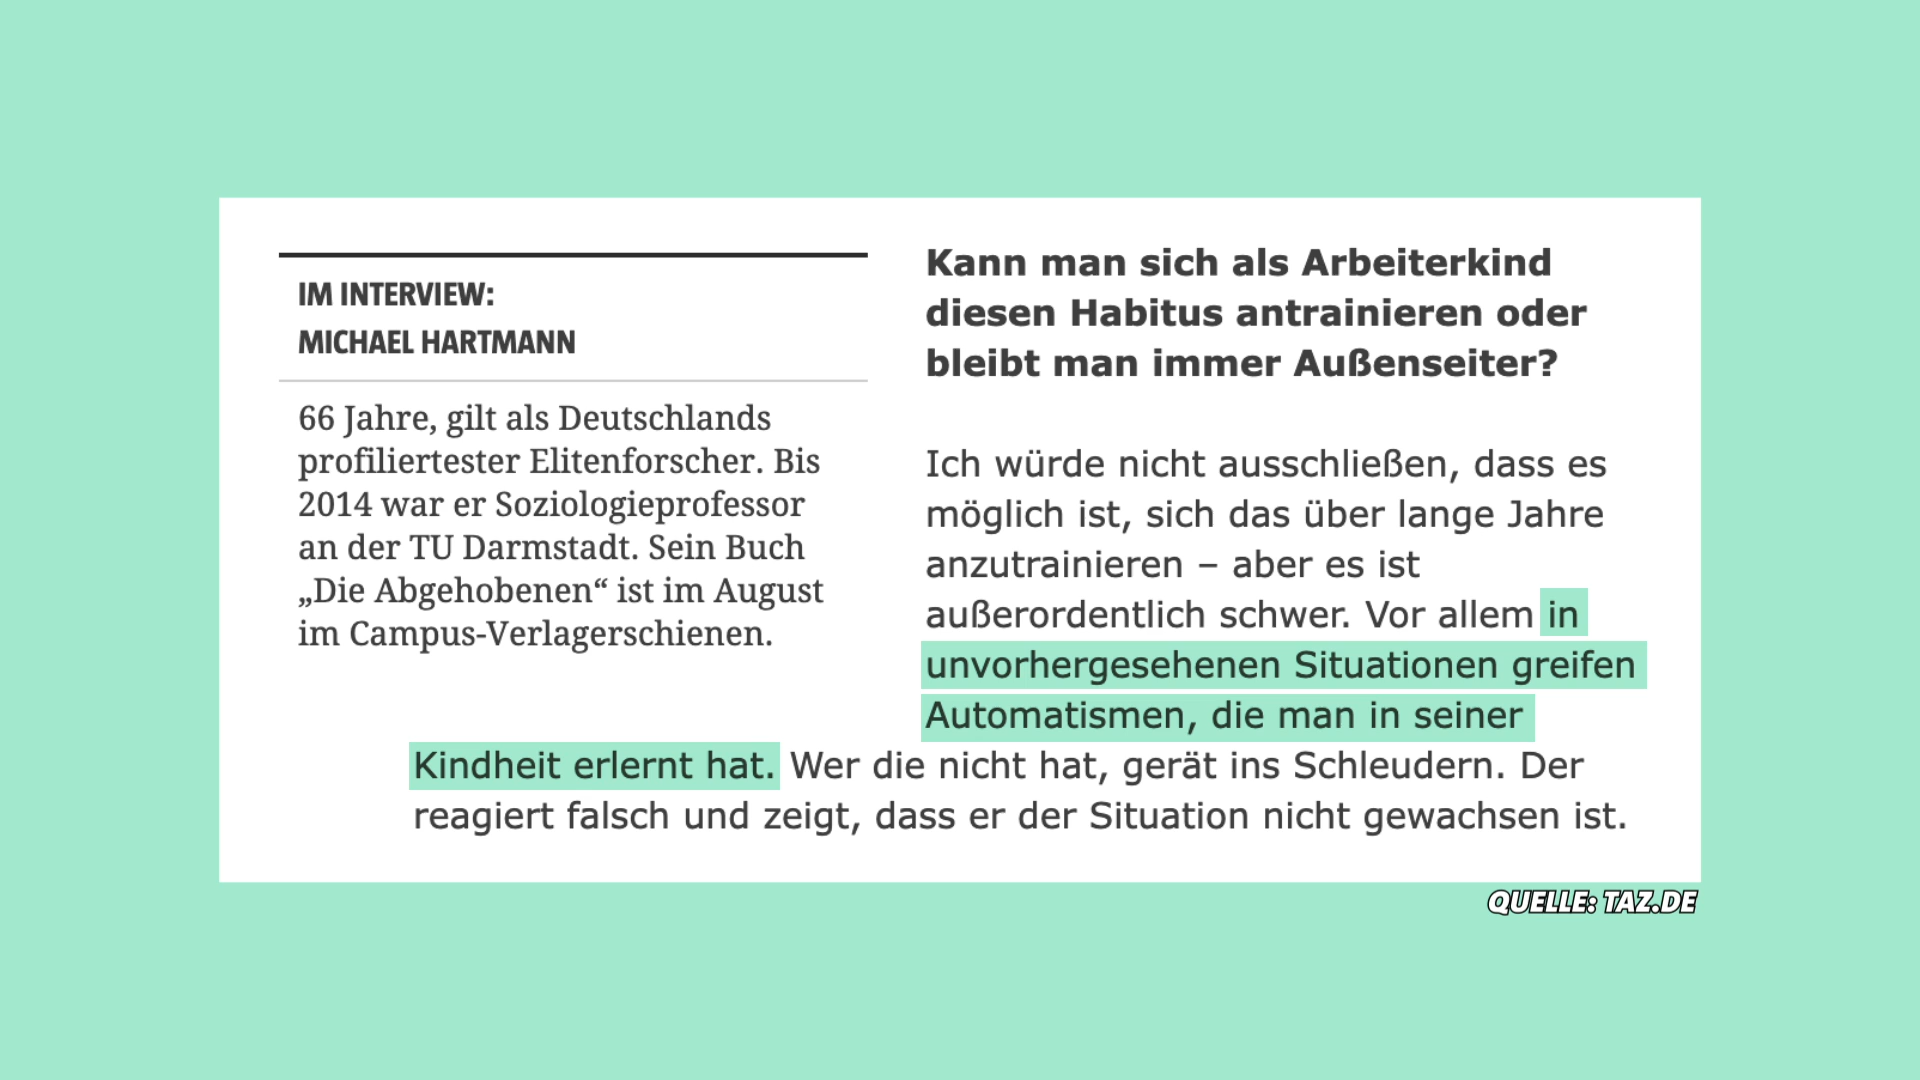 IM INTERVIEW:
MICHAEL HARTMANN
66 Jahre, gilt als Deutschlands
profiliertester Elitenforscher. Bis
2014 war er Soziologieprofessor
an der TU Darmstadt. Sein Buch
„Die Abgehobenen“ ist im August
im Campus-Verlagerschienen.
Kann man sich als Arbeiterkind
diesen Habitus antrainieren oder
bleibt man immer Außenseiter?
Ich würde nicht ausschließen, dass es
möglich ist, sich das über lange Jahre
anzutrainieren – aber es ist
außerordentlich schwer. Vor allem in
unvorhergesehenen Situationen greifen
Automatismen, die man in seiner
Kindheit erlernt hat. Wer die nicht hat, gerät ins Schleudern. Der
reagiert falsch und zeigt, dass er der Situation nicht gewachsen ist.
QUELLE: TAZ.DE